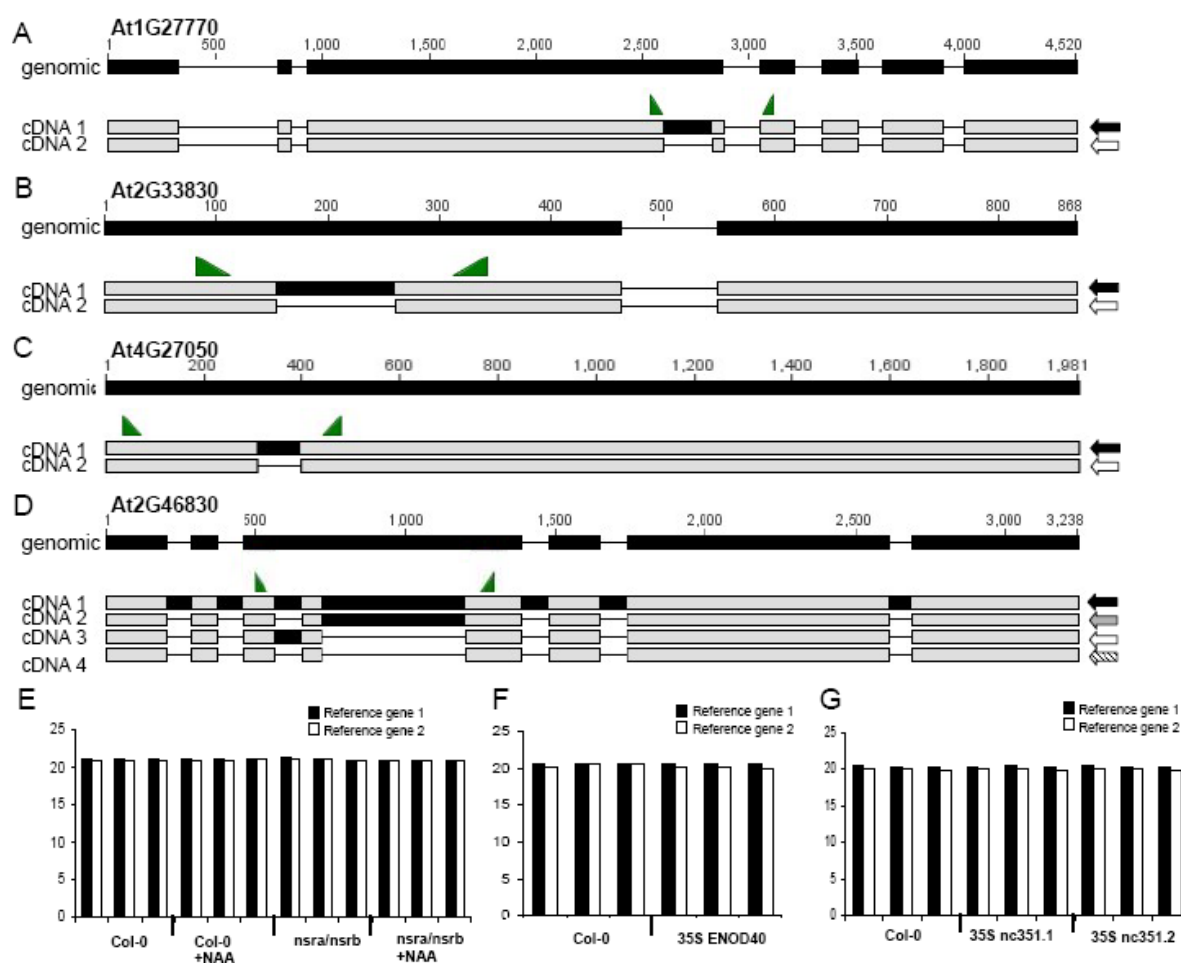 A
At1G27770
1 500 1,000 1,500 2,000 2,500 3,000 3,500 4,000 4,520
genomic
cDNA 1
cDNA 2
B
At2G33830
1 100 200 300 400 500 600 700 800 868
genomic
cDNA 1
cDNA 2
C
At4G27050
1 200 400 600 800 1,000 1,200 1,400 1,600 1,800 1,981
genomic
cDNA 1
cDNA 2
D
At2G46830
1 500 1,000 1,500 2,000 2,500 3,000 3,238
genomic
cDNA 1
cDNA 2
cDNA 3
cDNA 4
E
Reference gene 1
Reference gene 2
25
20
15
10
5
0
Col-0
Col-0
+NAA
nsra/nsrb
nsra/nsrb
+NAA
F
Reference gene 1
Reference gene 2
25
20
15
10
5
0
Col-0
35S ENOD40
G
Reference gene 1
Reference gene 2
25
20
15
10
5
0
Col-0
35S nc351.1
35S nc351.2